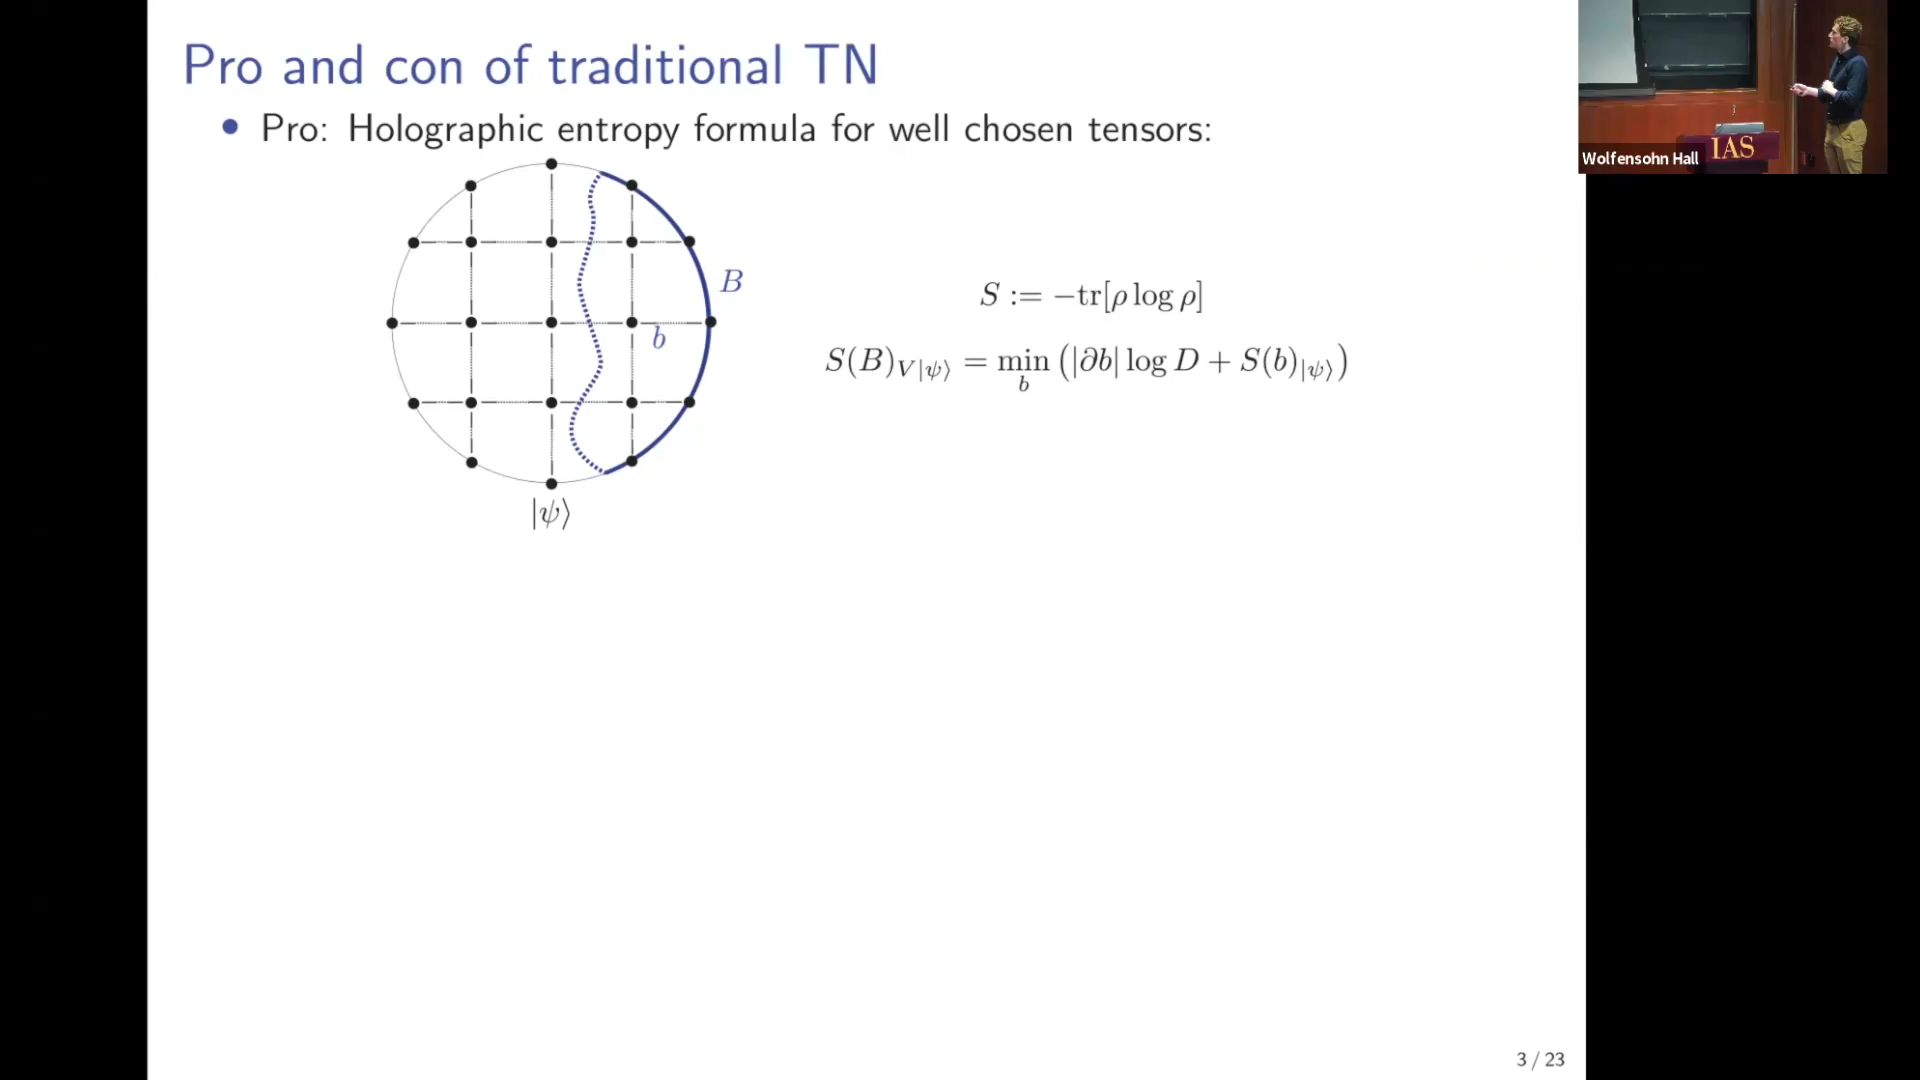 Pro and con of traditional TN
• Pro: Holographic entropy formula for well chosen tensors:
B
b
|ψ⟩
S := −tr[ρ log ρ]
S(B)_{V|ψ⟩} = min_b (|∂b| log D + S(b)_{|ψ⟩})
Wolfensohn Hall
IAS
3 / 23